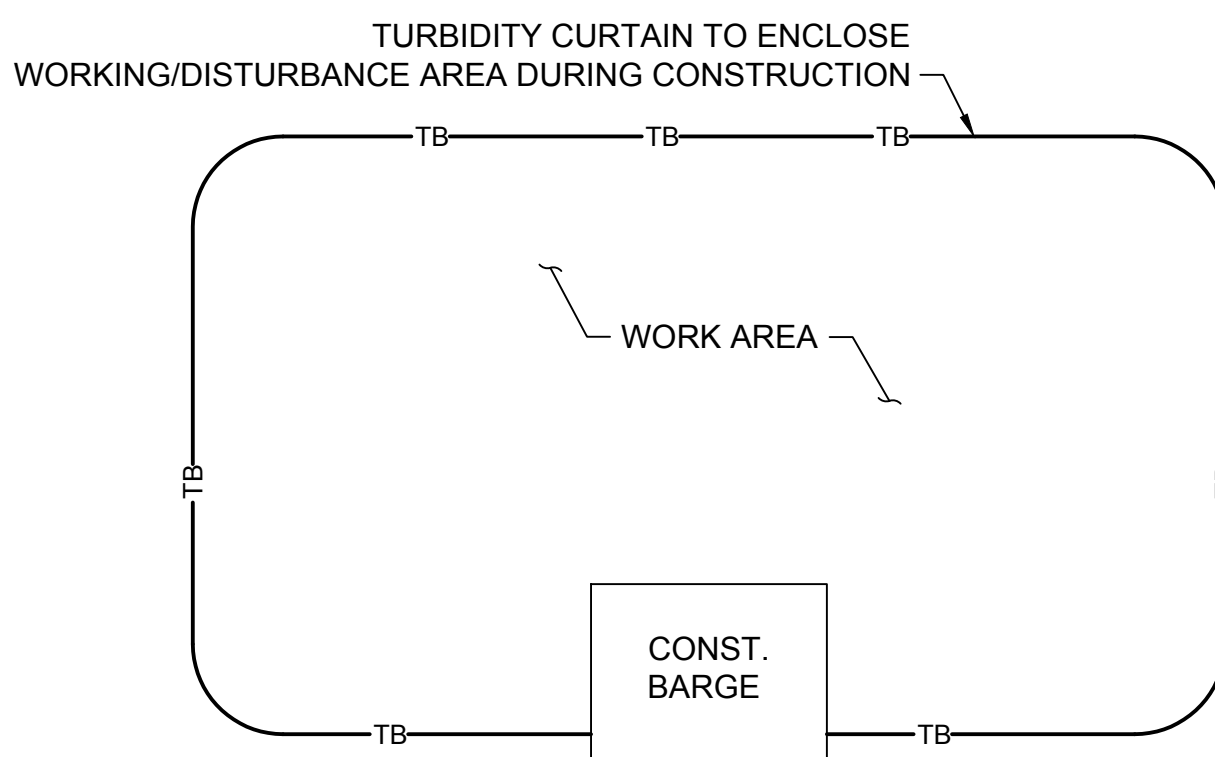 TURBIDITY CURTAIN TO ENCLOSE
WORKING/DISTURBANCE AREA DURING CONSTRUCTION
TB TB TB
WORK AREA
TB
CONST.
BARGE
TB TB